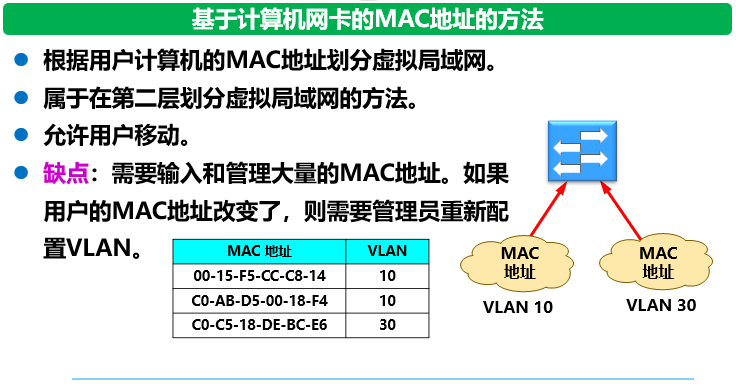 基于计算机网卡的MAC地址的方法
根据用户计算机的MAC地址划分虚拟局域网。
属于在第二层划分虚拟局域网的方法。
允许用户移动。
缺点：需要输入和管理大量的MAC地址。如果
用户的MAC地址改变了，则需要管理员重新配
置VLAN。
MAC 地址 VLAN
00-15-F5-CC-C8-14 10
C0-AB-D5-00-18-F4 10
C0-C5-18-DE-BC-E6 30
MAC
地址
VLAN 10
MAC
地址
VLAN 30